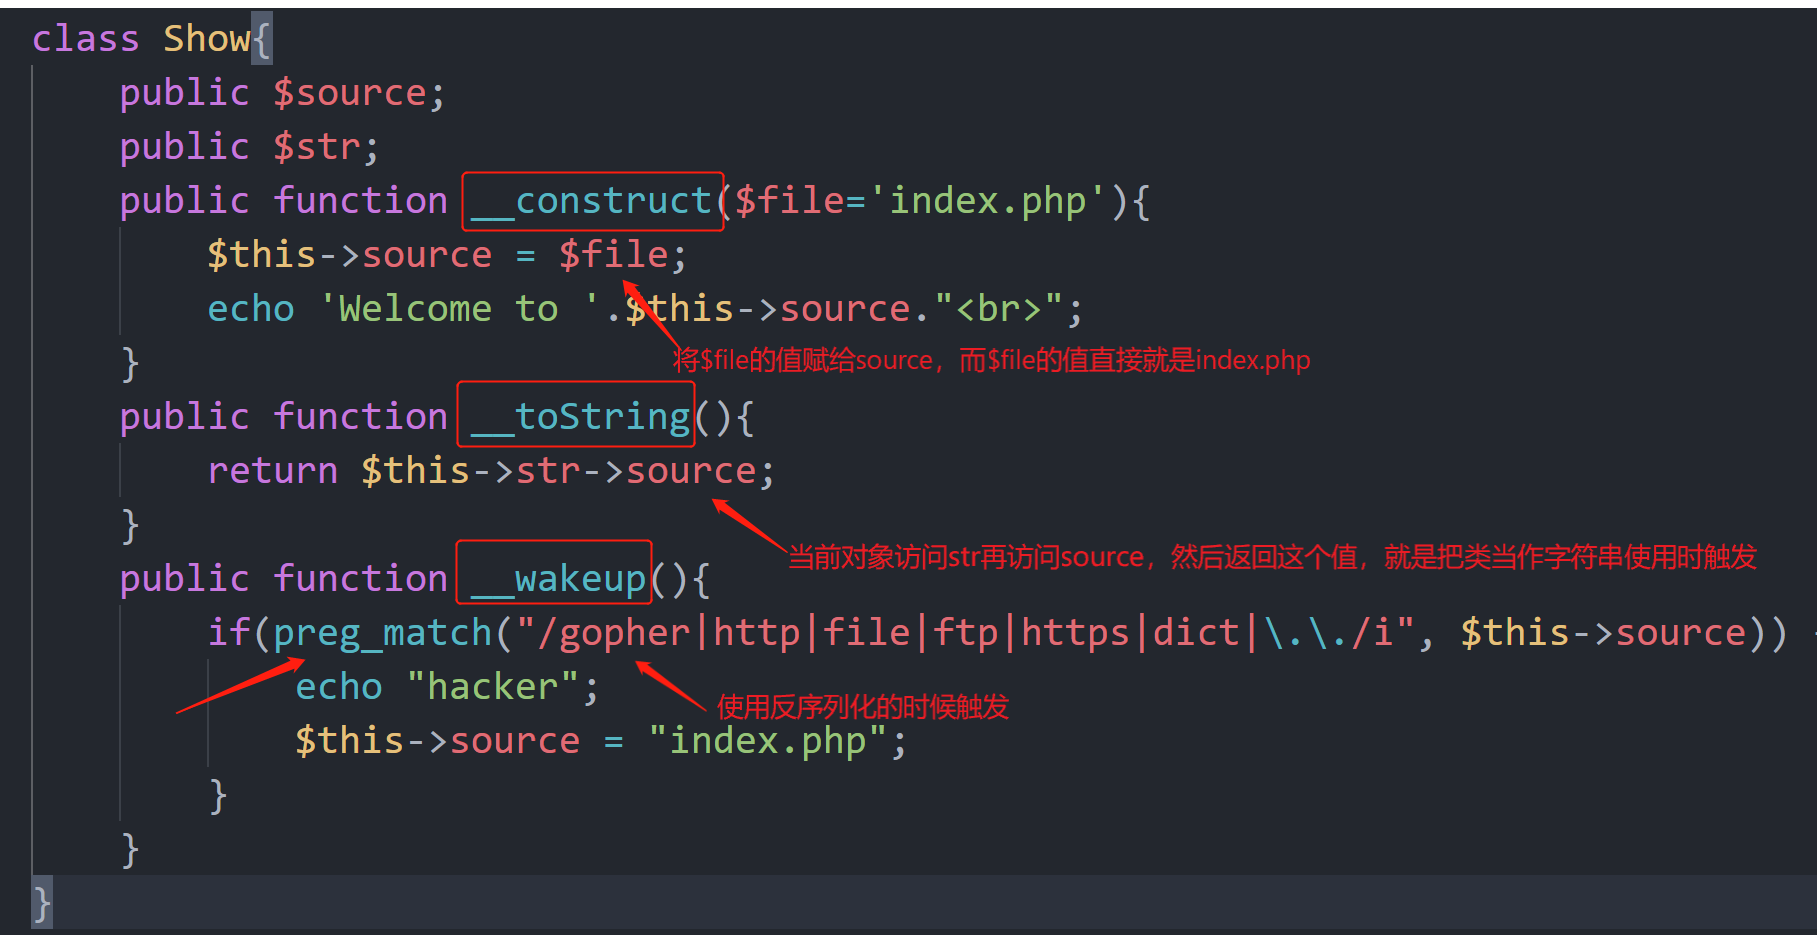 class Show{
public $source;
public $str;
public function __construct($file='index.php'){
$this->source = $file;
echo 'Welcome to '.$this->source."<br>";
将$file的值赋给source，而$file的值直接就是index.php
}
public function __toString(){
return $this->str->source;
}
当前对象访问str再访问source，然后返回这个值，就是把类当作字符串使用时触发
public function __wakeup(){
if(preg_match("/gopher|http|file|ftp|https|dict|\.\./i", $this->source))
echo "hacker";
使用反序列化的时候触发
$this->source = "index.php";
}
}
}